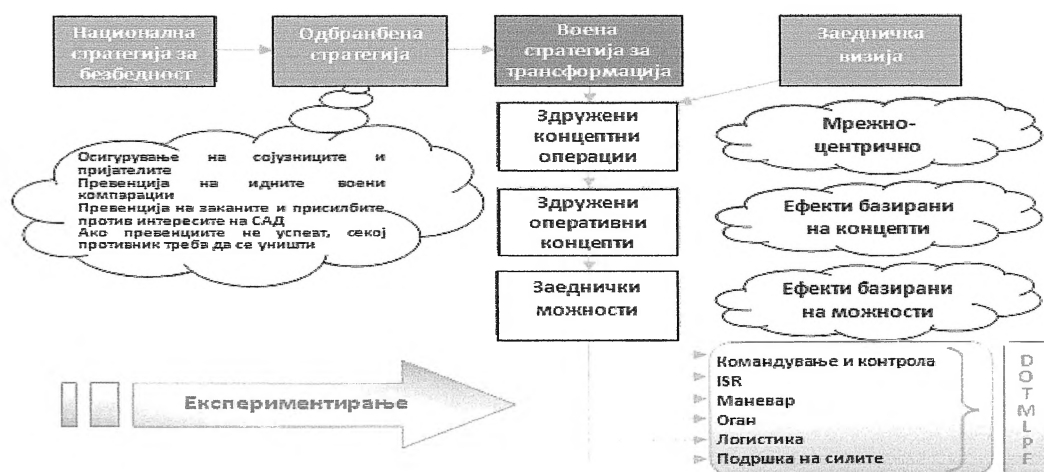 Национална
стратегија за
безбедност
Одбранбена
стратегија
Воена
стратегија за
трансформација
Заедничка
визија
Осигурување на сојузниците и
пријателите
Превенција на идните воени
компарации
Превенција на заканите и присилбите
против интересите на САД
Ако превенциите не успеат, секој
противник треба да се уништи
Здружени
концептни
операции
Здружени
оперативни
концепти
Заеднички
можности
Мрежно-
центрично
Ефекти базирани
на концепти
Ефекти базирани
на можности
Експериментирање
Командување и контрола
ISR
Маневар
Оган
Логистика
Подршка на силите
D
O
T
M
L
P
F